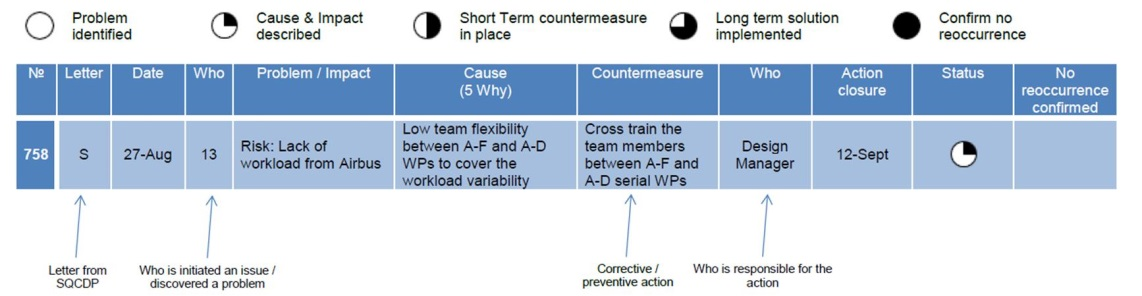 Problem identified
Cause & Impact described
Short Term countermeasure in place
Long term solution implemented
Confirm no reoccurrence
№ Letter Date Who Problem / Impact Cause (5 Why) Countermeasure Who Action closure Status No reoccurrence confirmed
758 S 27-Aug 13 Risk: Lack of workload from Airbus Low team flexibility between A-F and A-D WPs to cover the workload variability Cross train the team members between A-F and A-D serial WPs Design Manager 12-Sept
Letter from SQCDP
Who is initiated an issue / discovered a problem
Corrective / preventive action
Who is responsible for the action